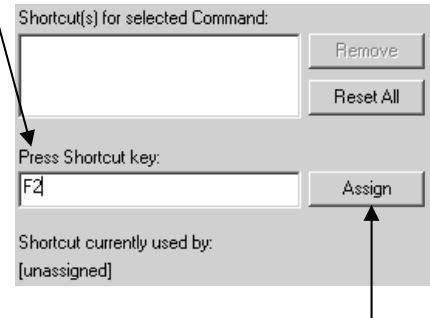 Shortcut(s) for selected Command:
Remove
Reset All
Press Shortcut key:
F2
Assign
Shortcut currently used by:
[unassigned]